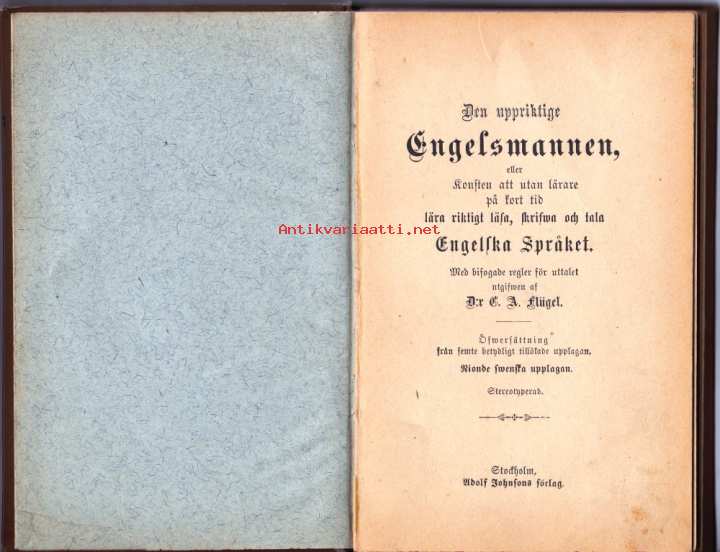 Den uppriktige
Engelsmannen,
eller
Konsten att utan lärare
på kort tid
lära riktigt läsa, skrifwa och tala
Antikvariaatti.net
Engelska Språket.
Med bifogade regler för uttalet
utgifwen af
D:r C. A. Flügel.
Öfwersättning
från femte betydligt tillökade upplagan.
Nionde swenska upplagan.
Stereotyperad.
Stockholm,
Adolf Johnsons förlag.